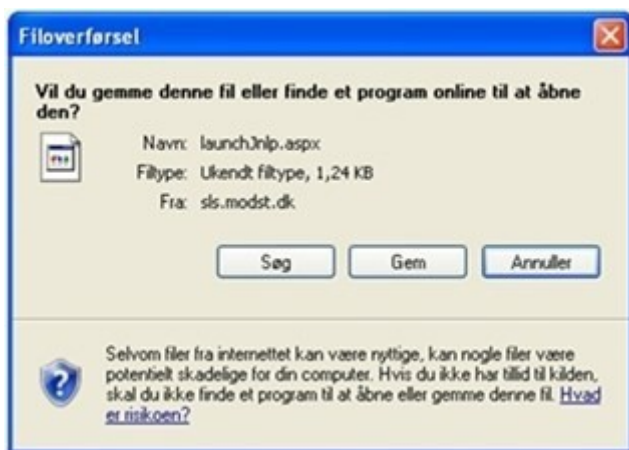 Filoverførsel
Vil du gemme denne fil eller finde et program online til at åbne
den?
Navn: launchJnlp.aspx
Filtype: Ukendt filtype, 1,24 KB
Fra: sls.modst.dk
Søg Gem Annuller
Selvom filer fra internettet kan være nyttige, kan nogle filer være
potentielt skadelige for din computer. Hvis du ikke har tillid til kilden,
skal du ikke finde et program til at åbne eller gemme denne fil. Hvad
er risikoen?